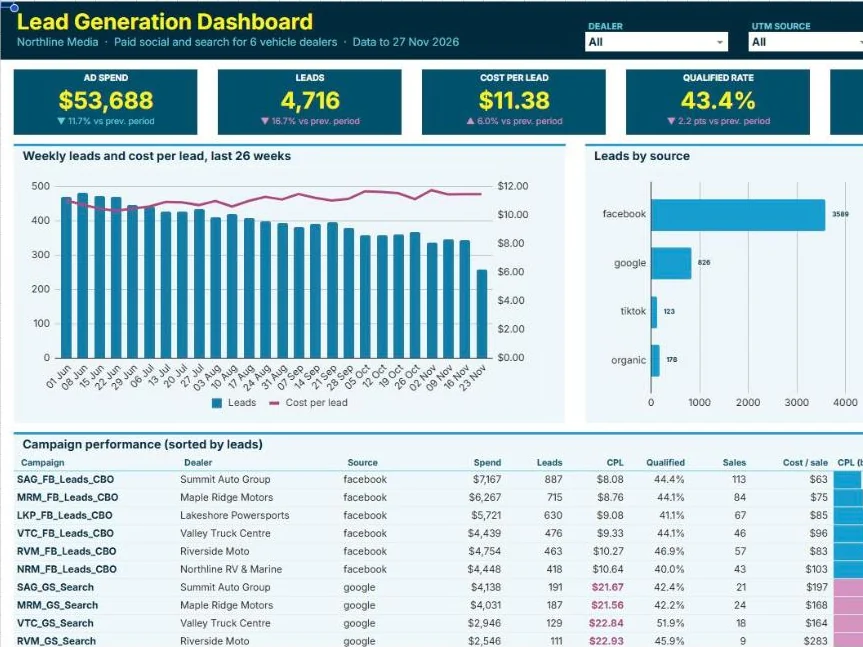 Lead Generation Dashboard
Northline Media · Paid social and search for 6 vehicle dealers · Data to 27 Nov 2026
DEALER
UTM SOURCE
All
All
AD SPEND
$53,688
▼ 11.7% vs prev. period
LEADS
4,716
▼ 16.7% vs prev. period
COST PER LEAD
$11.38
▲ 6.0% vs prev. period
QUALIFIED RATE
43.4%
▼ 2.2 pts vs prev. period
Weekly leads and cost per lead, last 26 weeks
500
400
300
200
100
0
$12.00
$10.00
$8.00
$6.00
$4.00
$2.00
$0.00
01 Jun
08 Jun
15 Jun
22 Jun
29 Jun
06 Jul
13 Jul
20 Jul
27 Jul
03 Aug
10 Aug
17 Aug
24 Aug
31 Aug
07 Sep
14 Sep
21 Sep
28 Sep
05 Oct
12 Oct
19 Oct
26 Oct
02 Nov
09 Nov
16 Nov
23 Nov
Leads
Cost per lead
Leads by source
facebook 3589
google 826
tiktok 123
organic 178
0 1000 2000 3000 4000
Campaign performance (sorted by leads)
Campaign Dealer Source Spend Leads CPL Qualified Sales Cost / sale CPL (b
SAG_FB_Leads_CBO Summit Auto Group facebook $7,167 887 $8.08 44.4% 113 $63
MRM_FB_Leads_CBO Maple Ridge Motors facebook $6,267 715 $8.76 44.1% 84 $75
LKP_FB_Leads_CBO Lakeshore Powersports facebook $5,721 630 $9.08 41.1% 67 $85
VTC_FB_Leads_CBO Valley Truck Centre facebook $4,439 476 $9.33 44.1% 46 $96
RVM_FB_Leads_CBO Riverside Moto facebook $4,754 463 $10.27 46.9% 57 $83
NRM_FB_Leads_CBO Northline RV & Marine facebook $4,448 418 $10.64 40.0% 43 $103
SAG_GS_Search Summit Auto Group google $4,138 191 $21.67 42.4% 21 $197
MRM_GS_Search Maple Ridge Motors google $4,031 187 $21.56 42.2% 24 $168
VTC_GS_Search Valley Truck Centre google $2,946 129 $22.84 51.9% 18 $164
RVM_GS_Search Riverside Moto google $2,546 111 $22.93 45.9% 9 $283